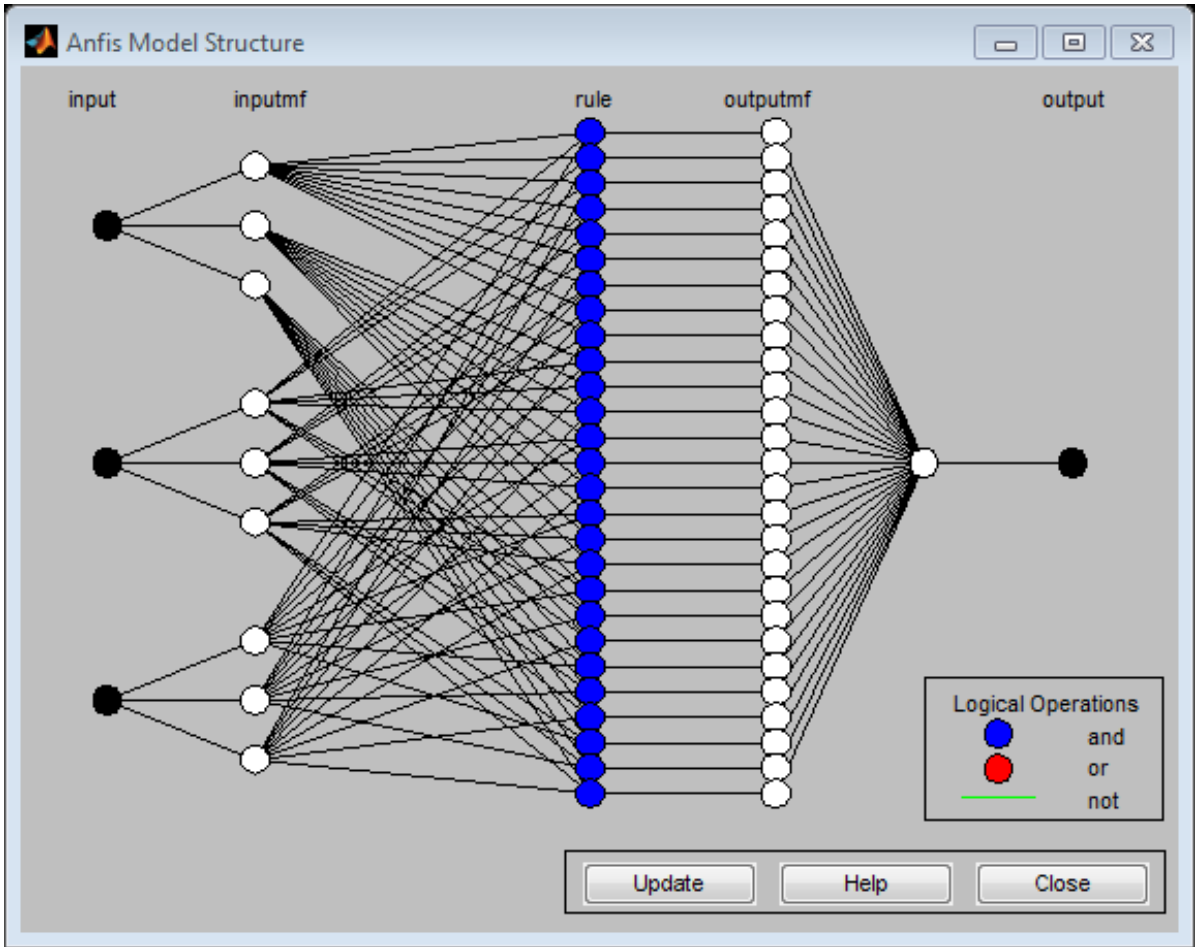 Anfis Model Structure
input inputmf rule outputmf output
Logical Operations
and
or
not
Update Help Close